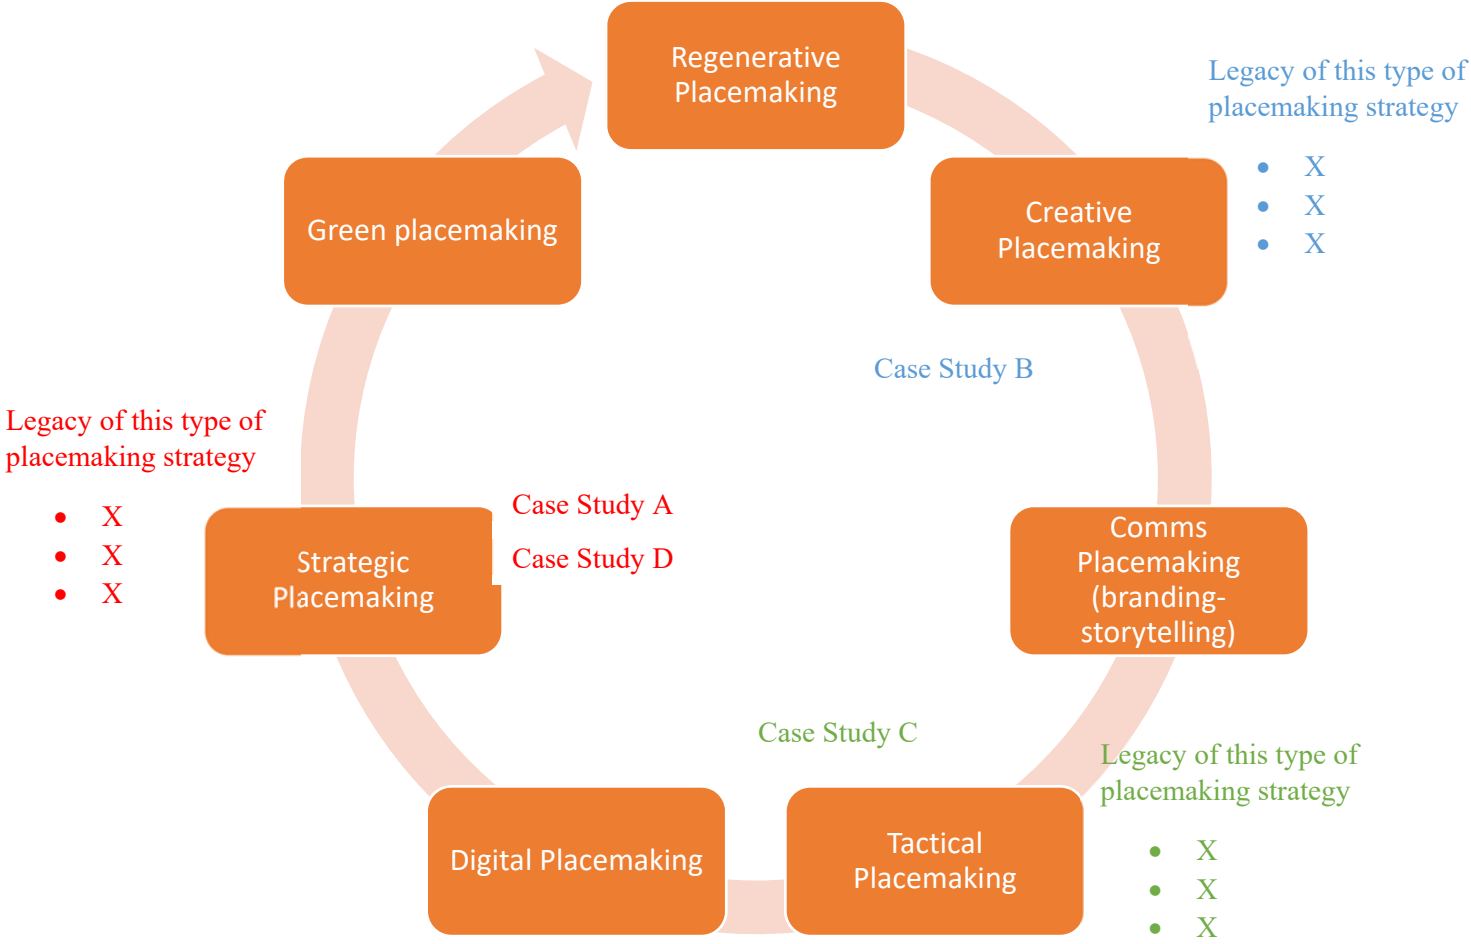 Regenerative
Placemaking
Legacy of this type of
placemaking strategy
• X
• X
• X
Creative
Placemaking
Green placemaking
Case Study B
Legacy of this type of
placemaking strategy
• X
• X
• X
Strategic
Placemaking
Case Study A
Case Study D
Comms
Placemaking
(branding-
storytelling)
Case Study C
Legacy of this type of
placemaking strategy
• X
• X
• X
Digital Placemaking
Tactical
Placemaking